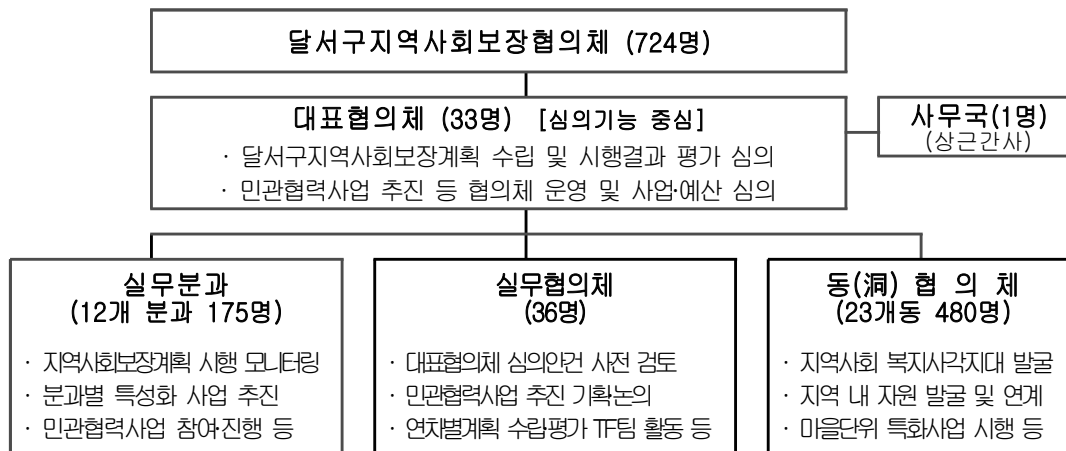 달서구지역사회보장협의체 (724명)
대표협의체 (33명) [심의기능 중심]
· 달서구지역사회보장계획 수립 및 시행결과 평가 심의
· 민관협력사업 추진 등 협의체 운영 및 사업·예산 심의
사무국(1명)
(상근간사)
실무분과
(12개 분과 175명)
· 지역사회보장계획 시행 모니터링
· 분과별 특성화 사업 추진
· 민관협력사업 참여·진행 등
실무협의체
(36명)
· 대표협의체 심의안건 사전 검토
· 민관협력사업 추진 기획·논의
· 연차별계획 수립·평가 TF팀 활동 등
동(洞) 협 의 체
(23개동 480명)
· 지역사회 복지사각지대 발굴
· 지역 내 자원 발굴 및 연계
· 마을단위 특화사업 시행 등